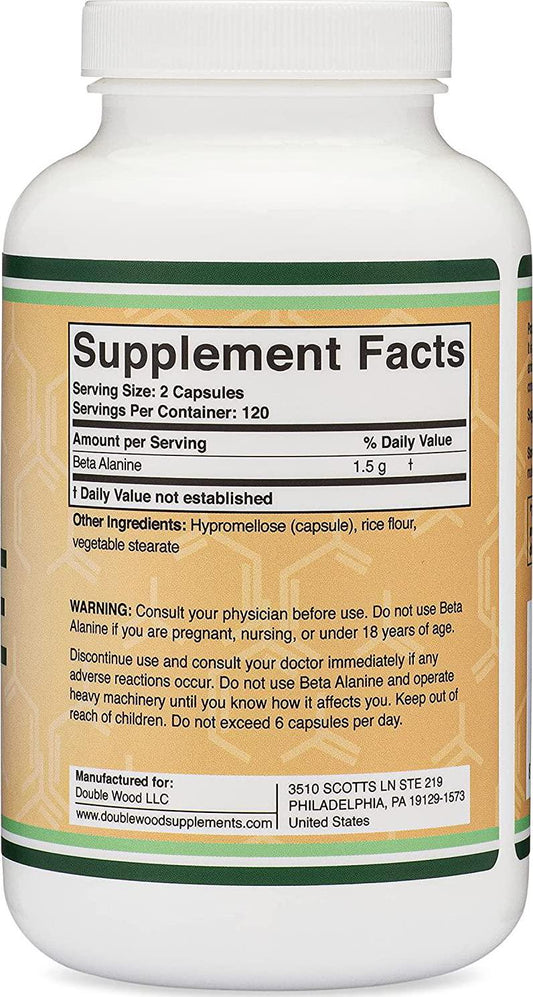 Supplement Facts
Serving Size: 2 Capsules
Servings Per Container: 120
Amount per Serving % Daily Value
Beta Alanine 1.5 g †
† Daily Value not established
Other Ingredients: Hypromellose (capsule), rice flour,
vegetable stearate
WARNING: Consult your physician before use. Do not use Beta
Alanine if you are pregnant, nursing, or under 18 years of age.
Discontinue use and consult your doctor immediately if any
adverse reactions occur. Do not use Beta Alanine and operate
heavy machinery until you know how it affects you. Keep out of
reach of children. Do not exceed 6 capsules per day.
Manufactured for:
Double Wood LLC
www.doublewoodsupplements.com
3510 SCOTTS LN STE 219
PHILADELPHIA, PA 19129-1573
United States